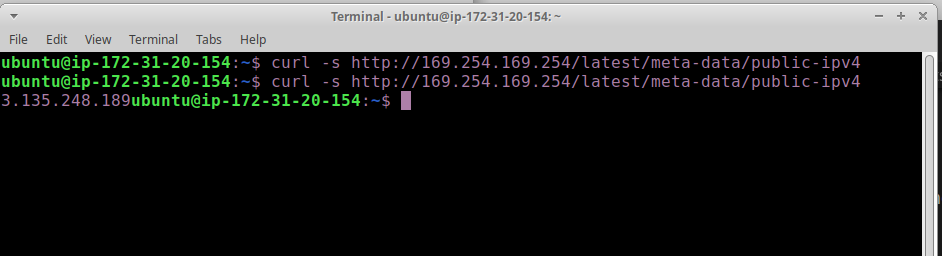 Terminal - ubuntu@ip-172-31-20-154: ~
File Edit View Terminal Tabs Help
ubuntu@ip-172-31-20-154:~$ curl -s http://169.254.169.254/latest/meta-data/public-ipv4
ubuntu@ip-172-31-20-154:~$ curl -s http://169.254.169.254/latest/meta-data/public-ipv4
3.135.248.189ubuntu@ip-172-31-20-154:~$